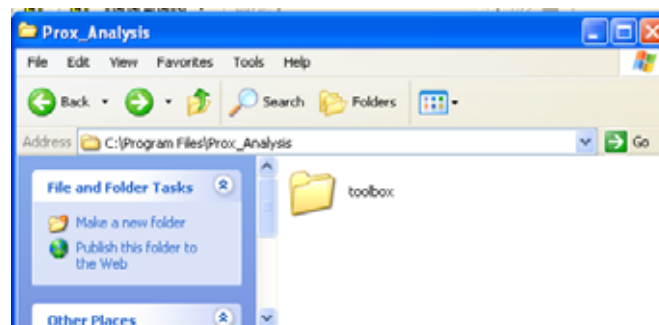 Prox_Analysis
File Edit View Favorites Tools Help
Back Search Folders
Address C:\Program Files\Prox_Analysis Go
File and Folder Tasks
Make a new folder
Publish this folder to
the Web
Other Places
toolbox